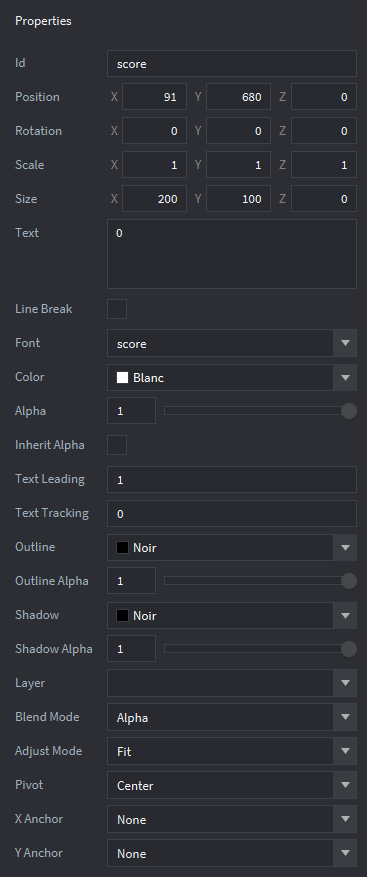 Properties
Id score
Position X 91 Y 680 Z 0
Rotation X 0 Y 0 Z 0
Scale X 1 Y 1 Z 1
Size X 200 Y 100 Z 0
Text 0
Line Break
Font score
Color Blanc
Alpha 1
Inherit Alpha
Text Leading 1
Text Tracking 0
Outline Noir
Outline Alpha 1
Shadow Noir
Shadow Alpha 1
Layer
Blend Mode Alpha
Adjust Mode Fit
Pivot Center
X Anchor None
Y Anchor None